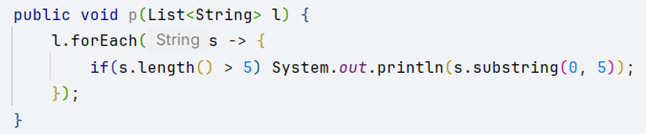 public void p(List<String> l) {
l.forEach( String s -> {
if(s.length() > 5) System.out.println(s.substring(0, 5));
});
}